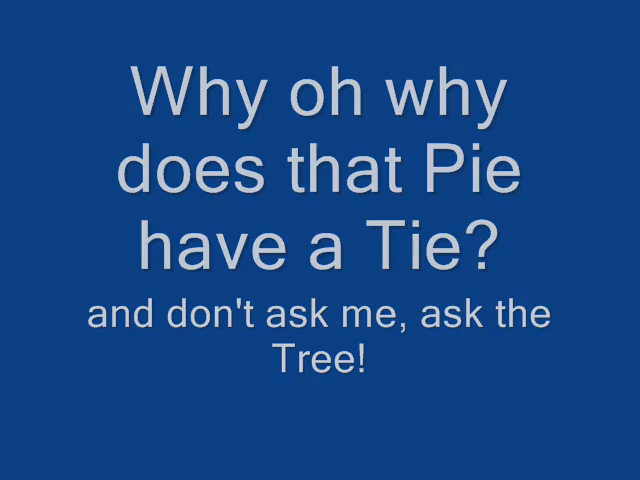 Why oh why
does that Pie
have a Tie?
and don't ask me, ask the
Tree!